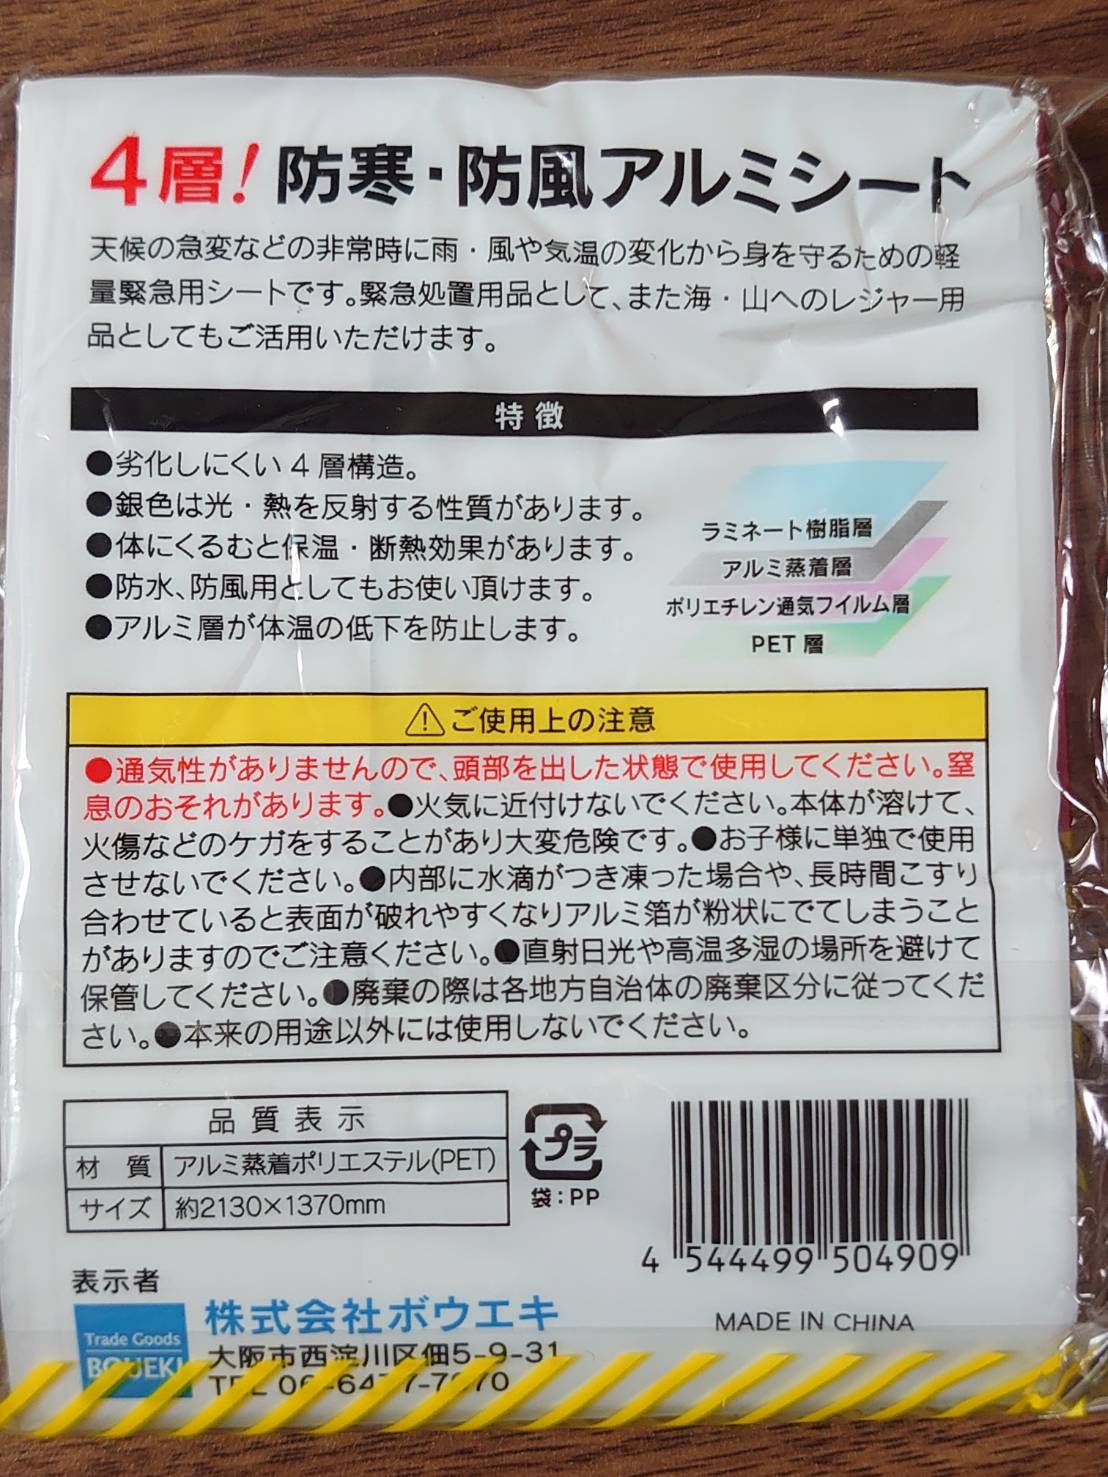 4層!防寒・防風アルミシート
天候の急変などの非常時に雨・風や気温の変化から身を守るための軽
量緊急用シートです。緊急処置用品として、また海・山へのレジャー用
品としてもご活用いただけます。
特徴
●劣化しにくい4層構造。
●銀色は光・熱を反射する性質があります。
●体にくるむと保温・断熱効果があります。
●防水、防風用としてもお使い頂けます。
●アルミ層が体温の低下を防止します。
ラミネート樹脂層
アルミ蒸着層
ポリエチレン通気フイルム層
PET層
⚠ご使用上の注意
●通気性がありませんので、頭部を出した状態で使用してください。窒
息のおそれがあります。●火気に近付けないでください。本体が溶けて、
火傷などのケガをすることがあり大変危険です。●お子様に単独で使用
させないでください。●内部に水滴がつき凍った場合や、長時間こすり
合わせていると表面が破れやすくなりアルミ箔が粉状にでてしまうこと
がありますのでご注意ください。●直射日光や高温多湿の場所を避けて
保管してください。●廃棄の際は各地方自治体の廃棄区分に従ってくだ
さい。●本来の用途以外には使用しないでください。
品質表示
材質 アルミ蒸着ポリエステル(PET)
サイズ 約2130×1370mm
プラ
袋:PP
4 544499 504909
MADE IN CHINA
表示者
Trade Goods
BOUEKI
株式会社ボウエキ
大阪市西淀川区佃5-9-31
TEL